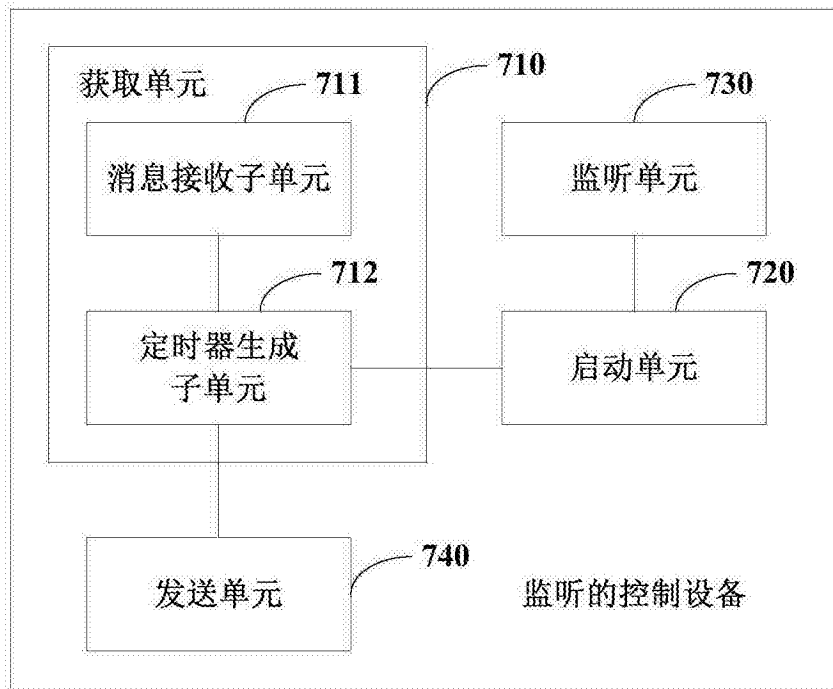 获取单元
710
711
消息接收子单元
730
监听单元
712
定时器生成
子单元
720
启动单元
740
发送单元
监听的控制设备